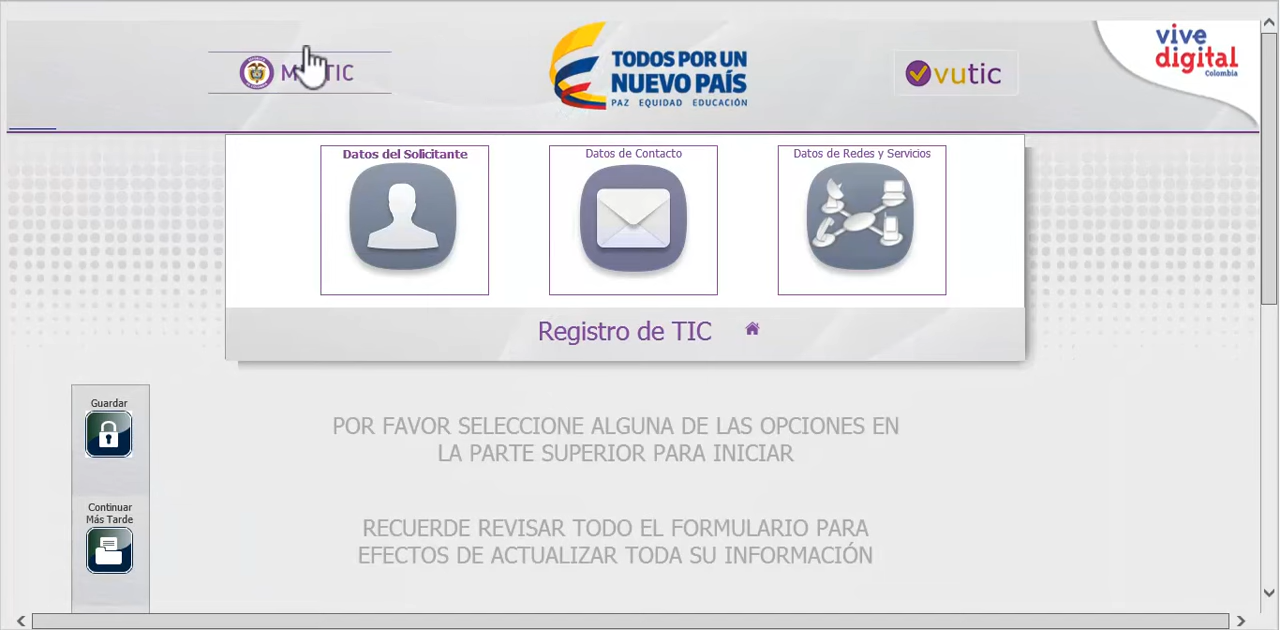 TIC
TODOS POR UN
NUEVO PAÍS
PAZ EQUIDAD EDUCACIÓN
vutic
vive
digital
Colombia
Datos del Solicitante
Datos de Contacto
Datos de Redes y Servicios
Registro de TIC
Guardar
Continuar
Más Tarde
POR FAVOR SELECCIONE ALGUNA DE LAS OPCIONES EN
LA PARTE SUPERIOR PARA INICIAR
RECUERDE REVISAR TODO EL FORMULARIO PARA
EFECTOS DE ACTUALIZAR TODA SU INFORMACIÓN